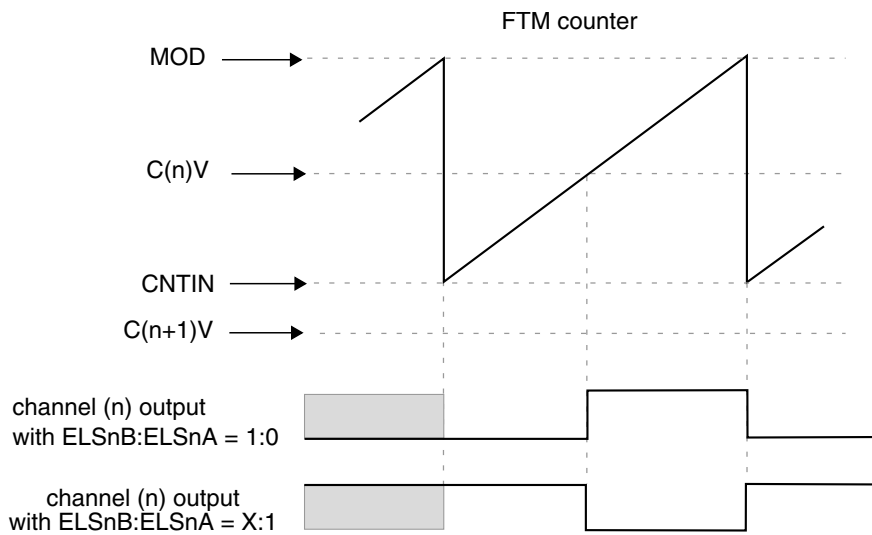 FTM counter
MOD
C(n)V
CNTIN
C(n+1)V
channel (n) output
with ELSnB:ELSnA = 1:0
channel (n) output
with ELSnB:ELSnA = X:1